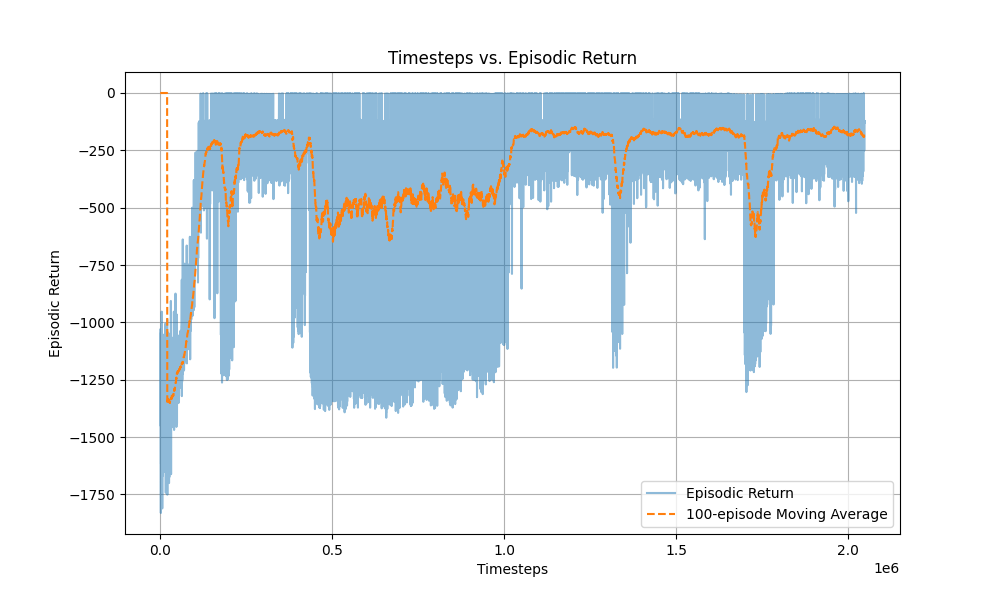 Timesteps vs. Episodic Return
Episodic Return
0
−250
−500
−750
−1000
−1250
−1500
−1750
0.0
0.5
1.0
1.5
2.0
1e6
Timesteps
Episodic Return
100-episode Moving Average